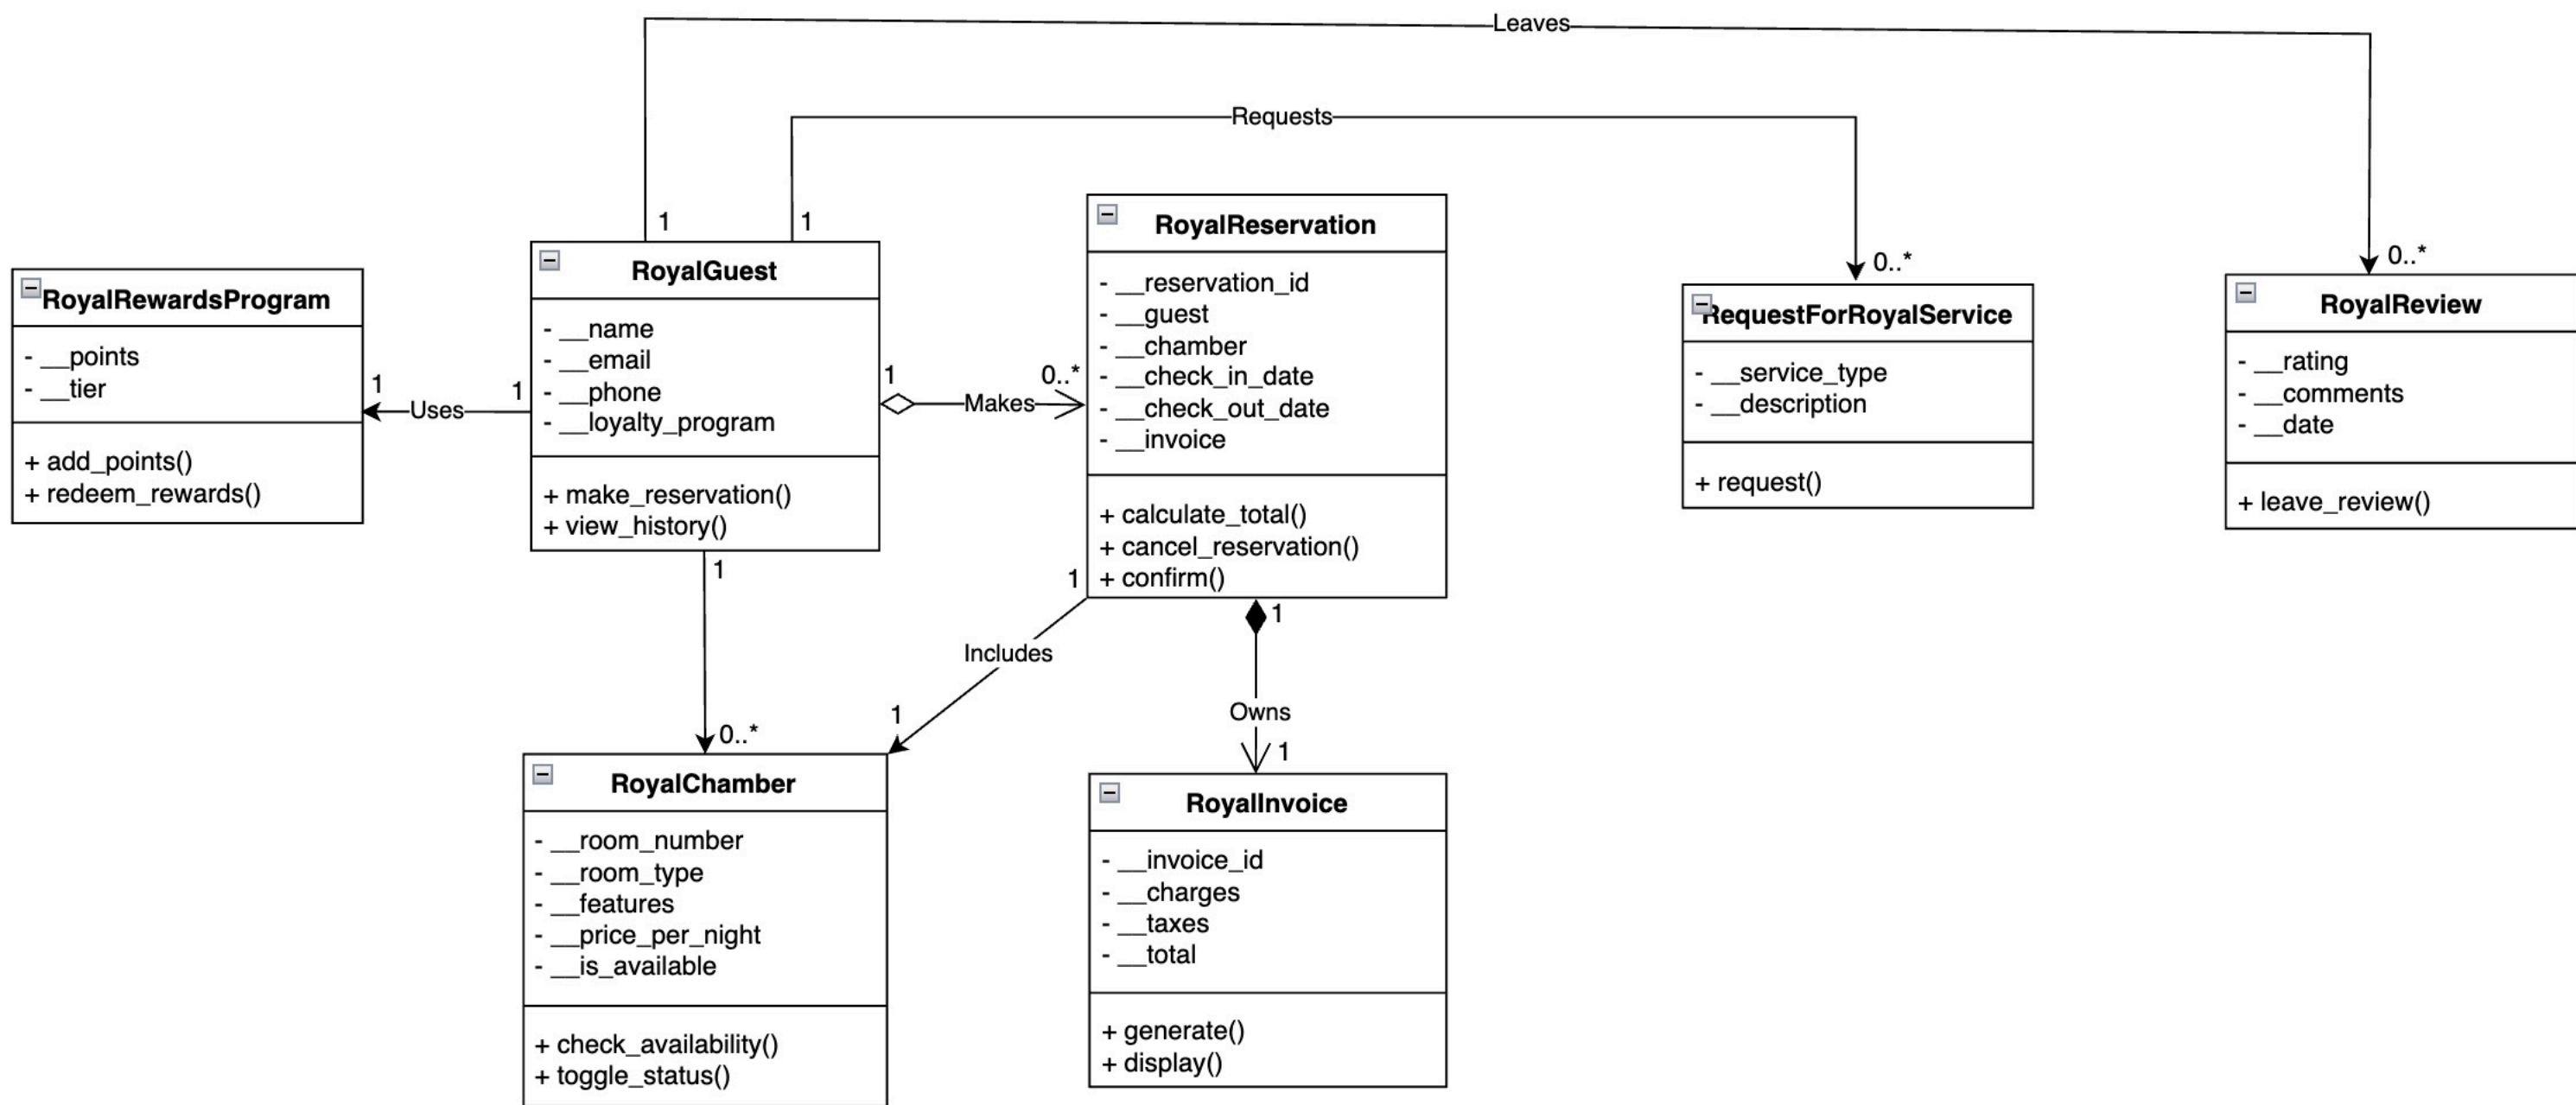 Leaves
Requests
1
1
0..*
0..*
RoyalRewardsProgram
- __points
- __tier
+ add_points()
+ redeem_rewards()
1
Uses
1
RoyalGuest
- __name
- __email
- __phone
- __loyalty_program
+ make_reservation()
+ view_history()
1
Makes
0..*
RoyalReservation
- __reservation_id
- __guest
- __chamber
- __check_in_date
- __check_out_date
- __invoice
+ calculate_total()
+ cancel_reservation()
+ confirm()
RequestForRoyalService
- __service_type
- __description
+ request()
RoyalReview
- __rating
- __comments
- __date
+ leave_review()
1
0..*
1
Includes
1
1
Owns
1
RoyalChamber
- __room_number
- __room_type
- __features
- __price_per_night
- __is_available
+ check_availability()
+ toggle_status()
RoyalInvoice
- __invoice_id
- __charges
- __taxes
- __total
+ generate()
+ display()